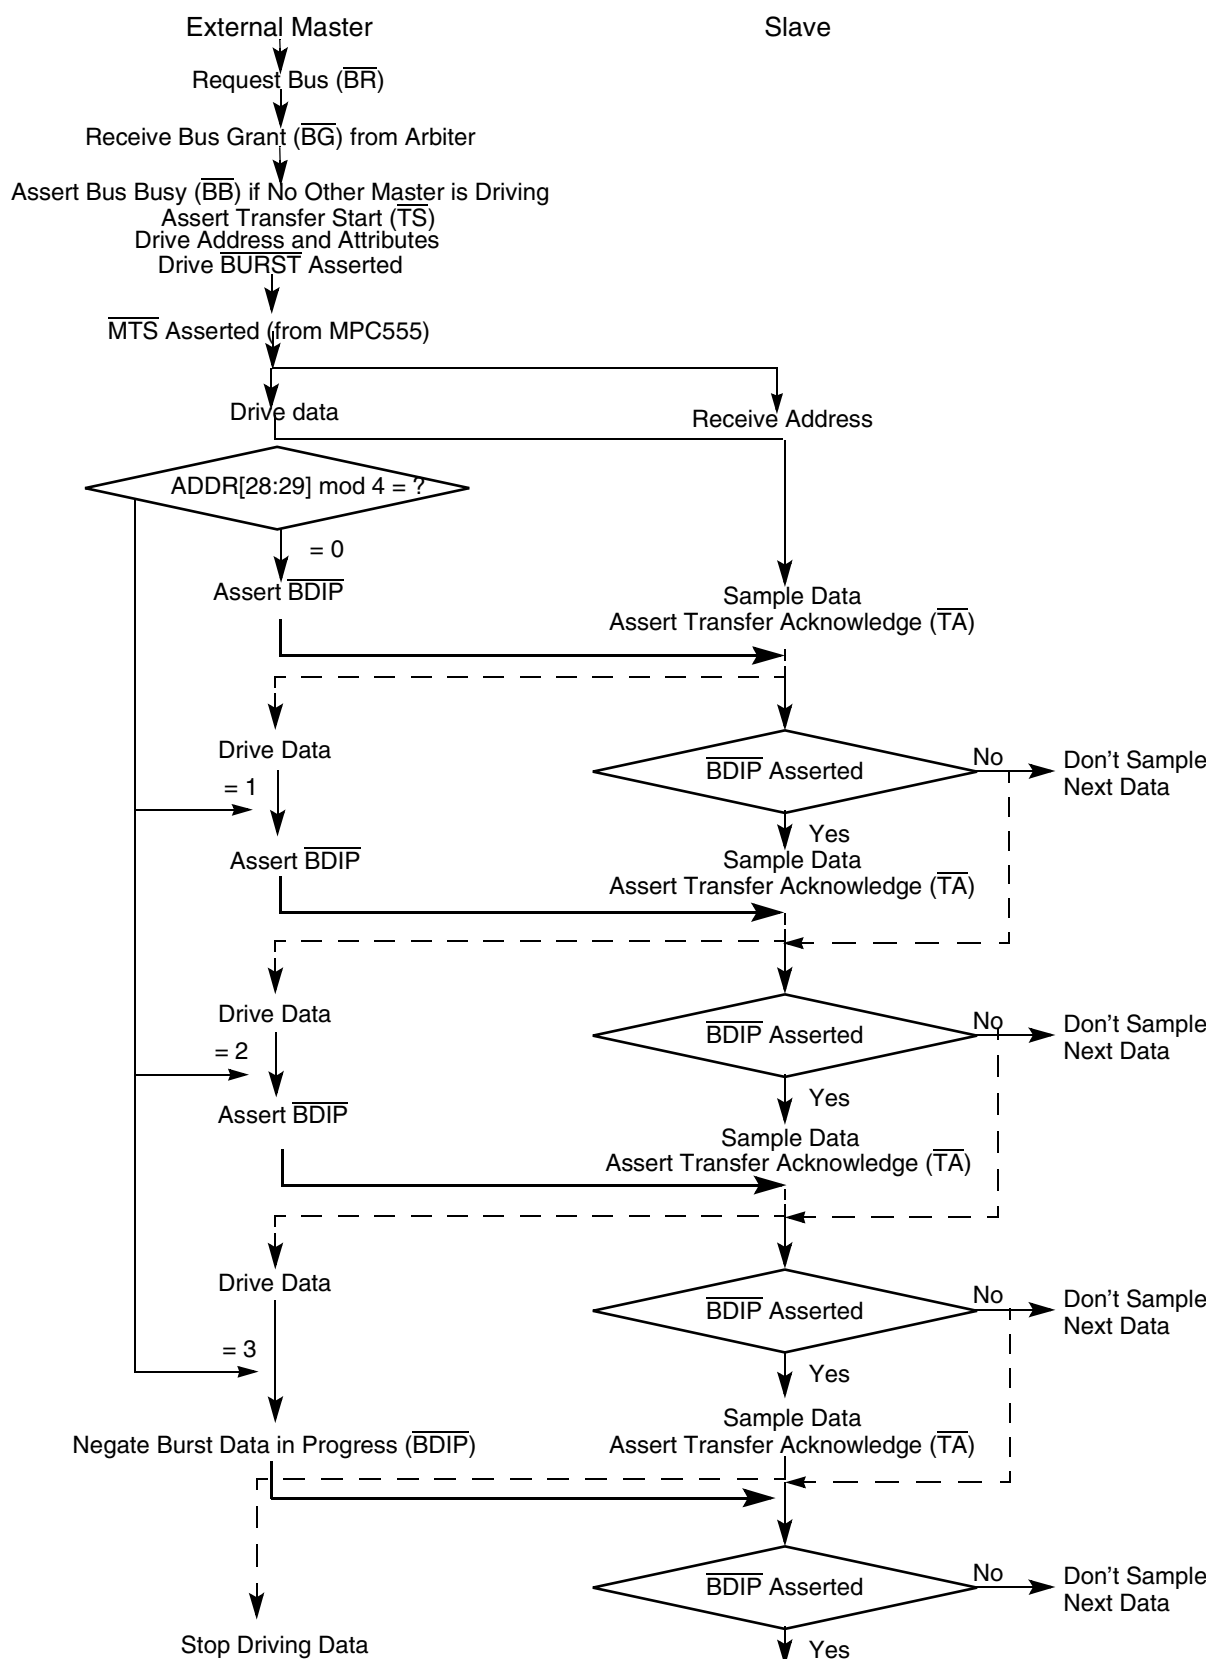 External Master
Slave
Request Bus (BR)
Receive Bus Grant (BG) from Arbiter
Assert Bus Busy (BB) if No Other Master is Driving
Assert Transfer Start (TS)
Drive Address and Attributes
Drive BURST Asserted
MTS Asserted (from MPC555)
Drive data
Receive Address
ADDR[28:29] mod 4 = ?
= 0
Assert BDIP
Sample Data
Assert Transfer Acknowledge (TA)
Drive Data
BDIP Asserted
No
Don't Sample
Next Data
= 1
Yes
Assert BDIP
Sample Data
Assert Transfer Acknowledge (TA)
Drive Data
BDIP Asserted
No
Don't Sample
Next Data
= 2
Yes
Assert BDIP
Sample Data
Assert Transfer Acknowledge (TA)
Drive Data
BDIP Asserted
No
Don't Sample
Next Data
= 3
Yes
Negate Burst Data in Progress (BDIP)
Sample Data
Assert Transfer Acknowledge (TA)
BDIP Asserted
No
Don't Sample
Next Data
Stop Driving Data
Yes